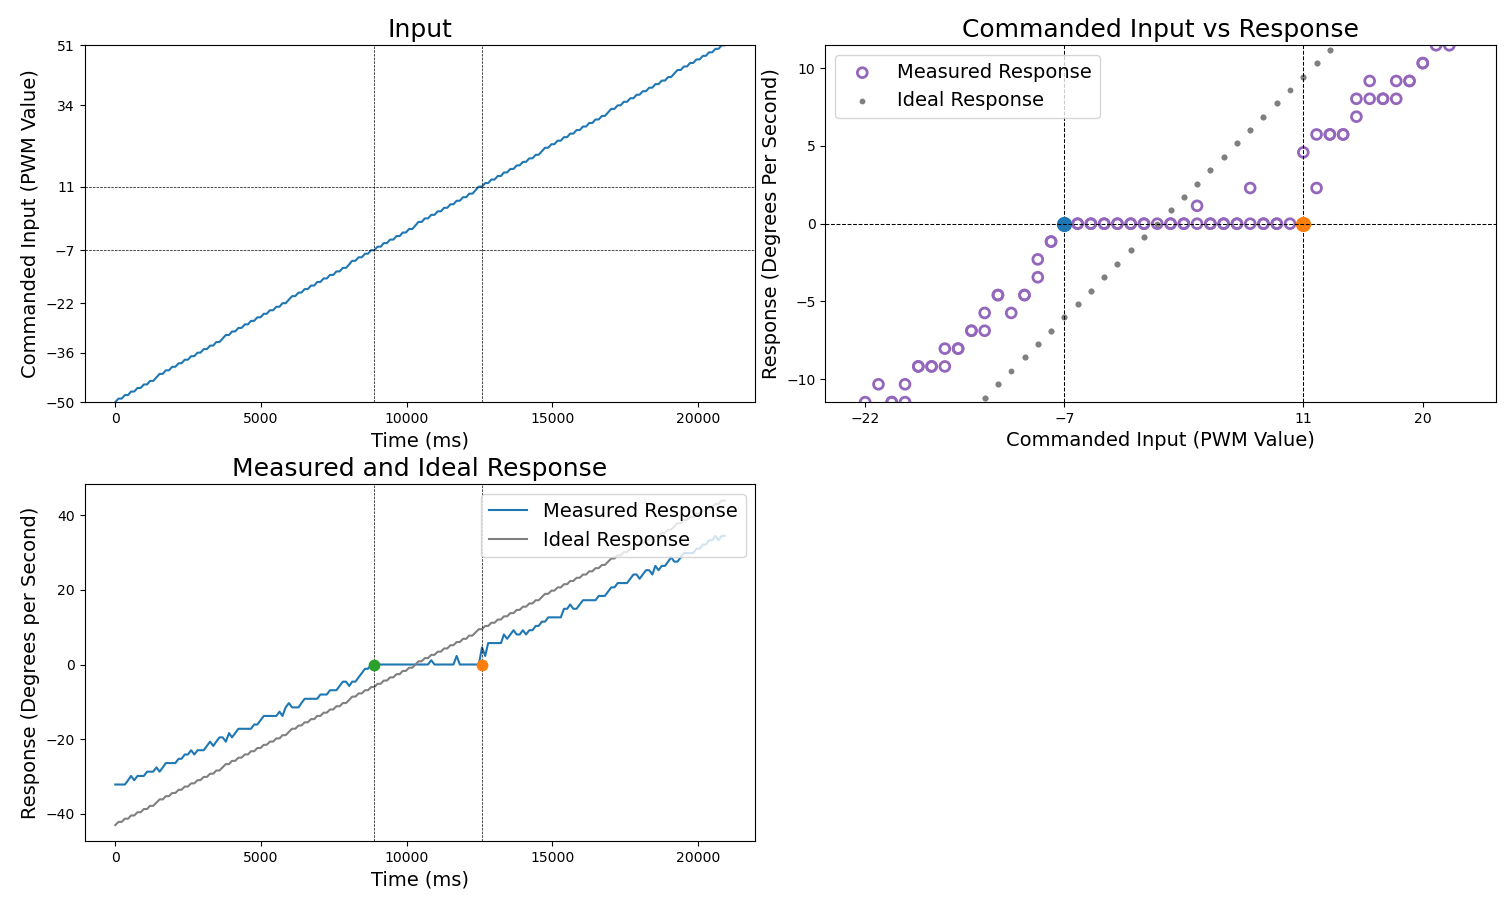 Input
Commanded Input (PWM Value)
51
34
11
−7
−22
−36
−50
0
5000
10000
15000
20000
Time (ms)
Commanded Input vs Response
Measured Response
Ideal Response
Response (Degrees Per Second)
10
5
0
−5
−10
−22
−7
11
20
Commanded Input (PWM Value)
Measured and Ideal Response
Measured Response
Ideal Response
Response (Degrees per Second)
40
20
0
−20
−40
0
5000
10000
15000
20000
Time (ms)